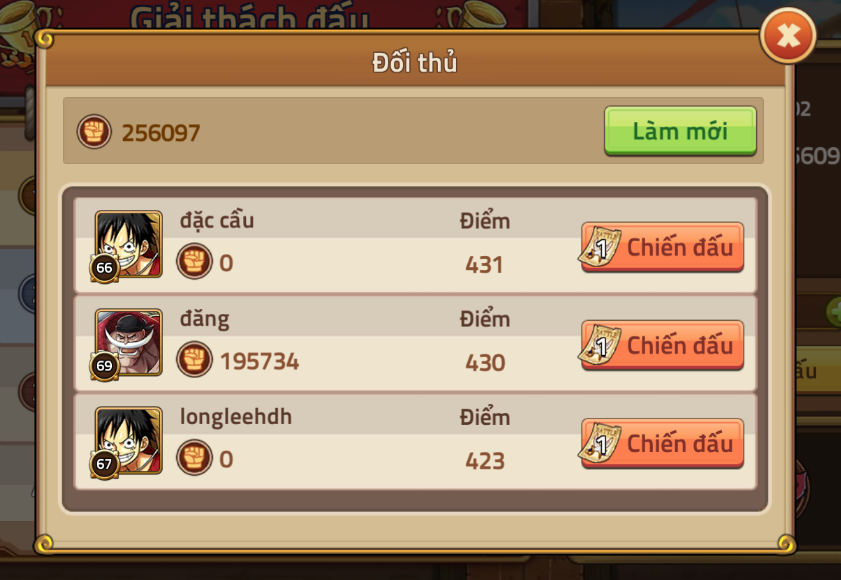 Giải thách đấu
Đối thủ
256097
Làm mới
đặc cầu
Điểm
66
0
431
1 Chiến đấu
đăng
Điểm
69
195734
430
1 Chiến đấu
longleehdh
Điểm
67
0
423
1 Chiến đấu